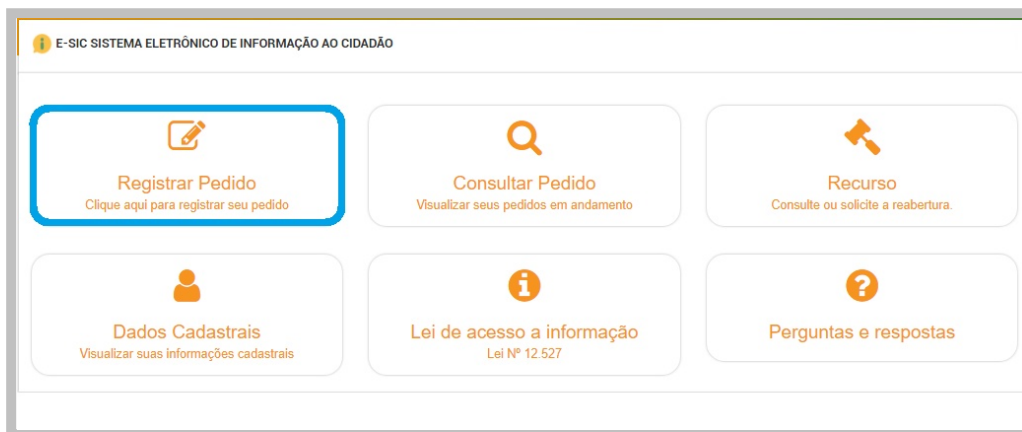 E-SIC SISTEMA ELETRÔNICO DE INFORMAÇÃO AO CIDADÃO
Registrar Pedido
Clique aqui para registrar seu pedido
Consultar Pedido
Visualizar seus pedidos em andamento
Recurso
Consulte ou solicite a reabertura.
Dados Cadastrais
Visualizar suas informações cadastrais
Lei de acesso a informação
Lei Nº 12.527
Perguntas e respostas